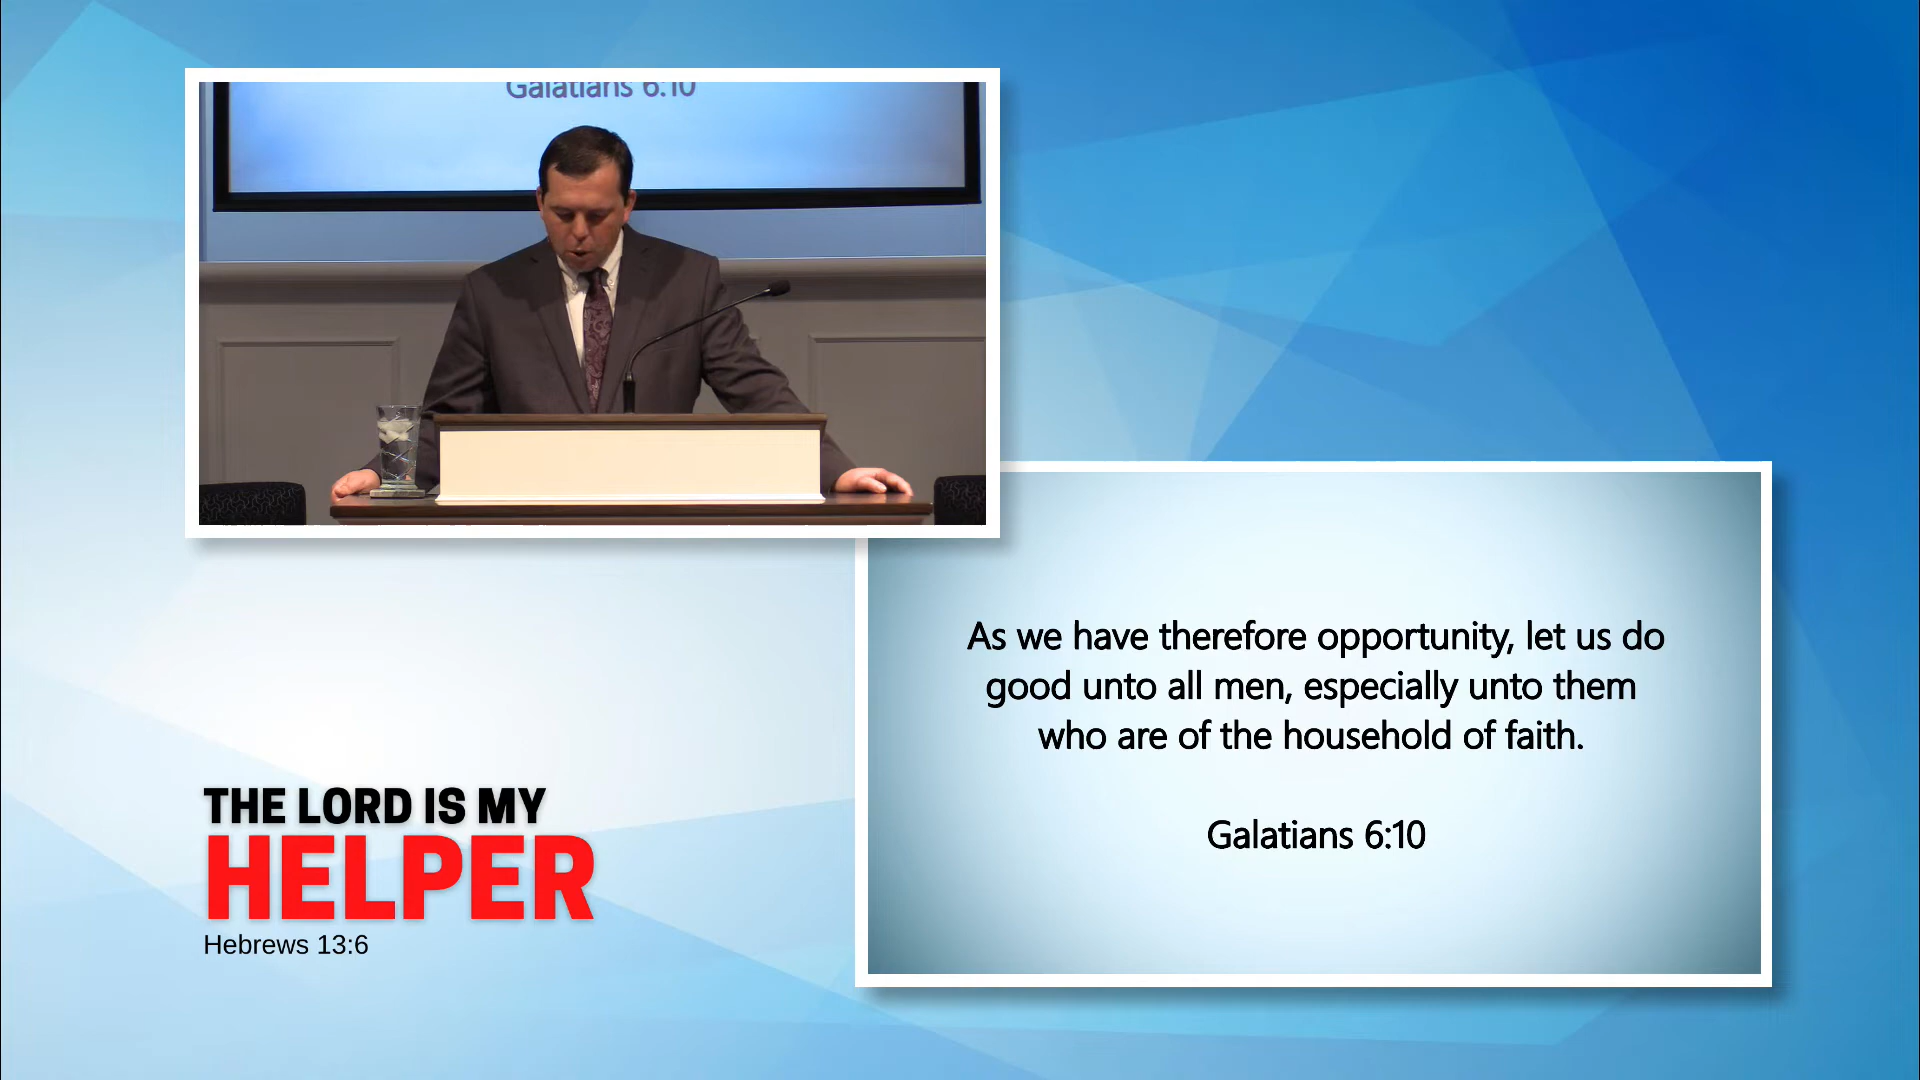 Galatians 6:10
As we have therefore opportunity, let us do
good unto all men, especially unto them
who are of the household of faith.
Galatians 6:10
THE LORD IS MY
HELPER
Hebrews 13:6